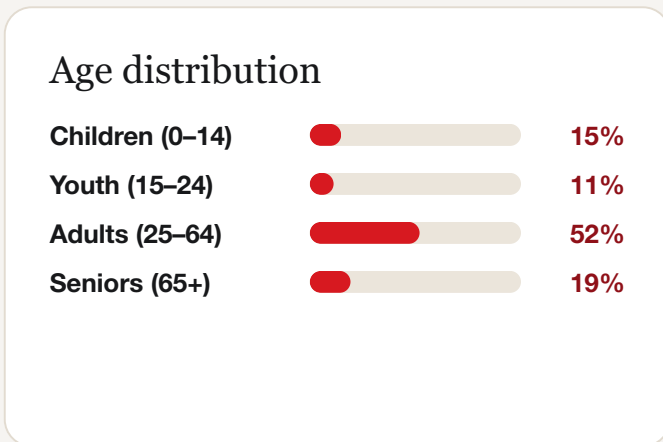 Age distribution
Children (0–14) 15%
Youth (15–24) 11%
Adults (25–64) 52%
Seniors (65+) 19%